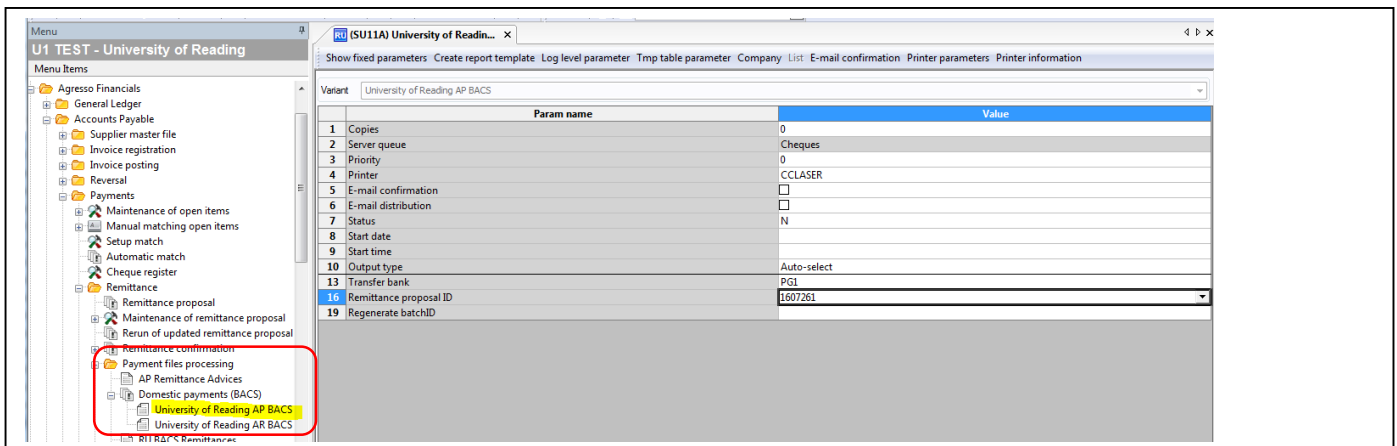 Menu
U1 TEST - University of Reading
Menu Items
Agresso Financials
General Ledger
Accounts Payable
Supplier master file
Invoice registration
Invoice posting
Reversal
Payments
Maintenance of open items
Manual matching open items
Setup match
Automatic match
Cheque register
Remittance
Remittance proposal
Maintenance of remittance proposal
Rerun of updated remittance proposal
Remittance confirmation
Payment files processing
AP Remittance Advices
Domestic payments (BACS)
University of Reading AP BACS
University of Reading AR BACS
RU BACS Remittances
RU (SU11A) University of Readin... x
Show fixed parameters Create report template Log level parameter Tmp table parameter Company List E-mail confirmation Printer parameters Printer information
Variant University of Reading AP BACS
Param name Value
1 Copies 0
2 Server queue Cheques
3 Priority 0
4 Printer CCLASER
5 E-mail confirmation
6 E-mail distribution
7 Status N
8 Start date
9 Start time
10 Output type Auto-select
13 Transfer bank PG1
16 Remittance proposal ID 1607261
19 Regenerate batchID